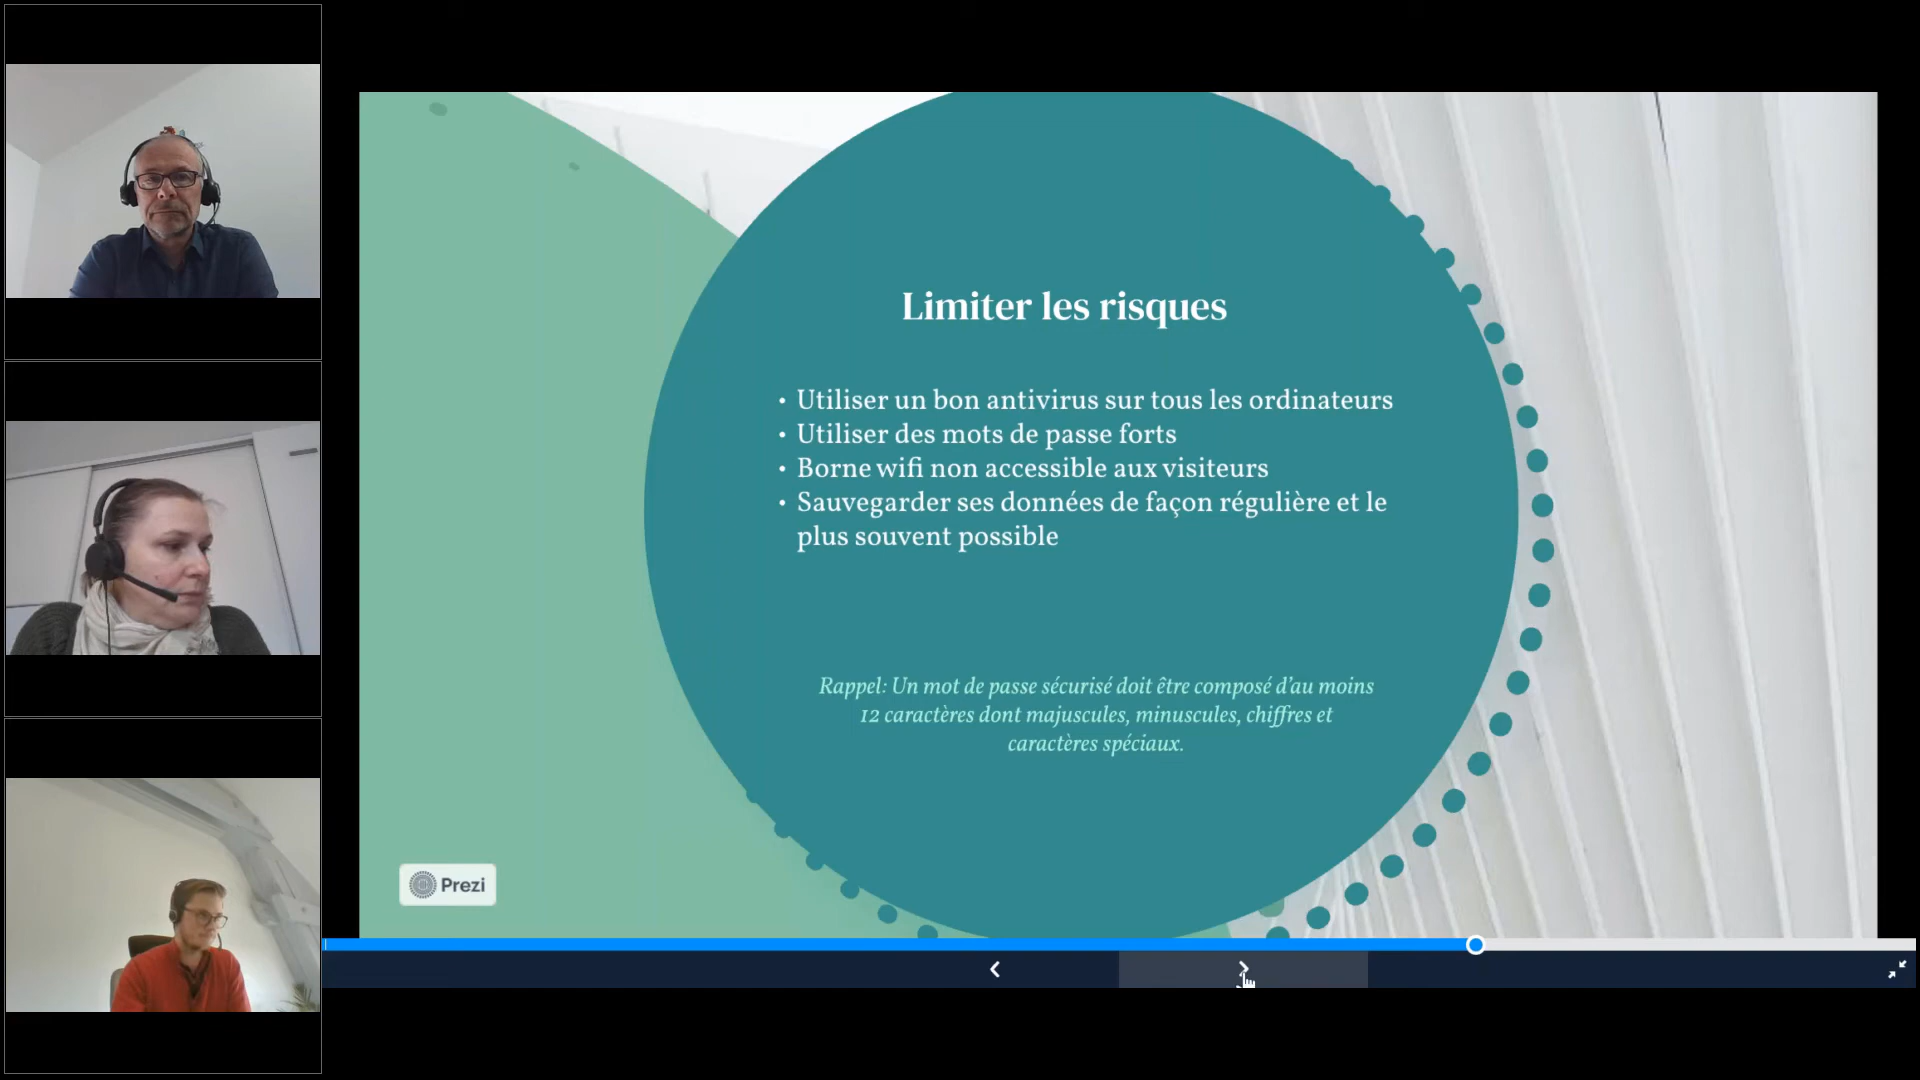 Limiter les risques
• Utiliser un bon antivirus sur tous les ordinateurs
• Utiliser des mots de passe forts
• Borne wifi non accessible aux visiteurs
• Sauvegarder ses données de façon régulière et le
plus souvent possible
Rappel: Un mot de passe sécurisé doit être composé d'au moins
12 caractères dont majuscules, minuscules, chiffres et
caractères spéciaux.
Prezi